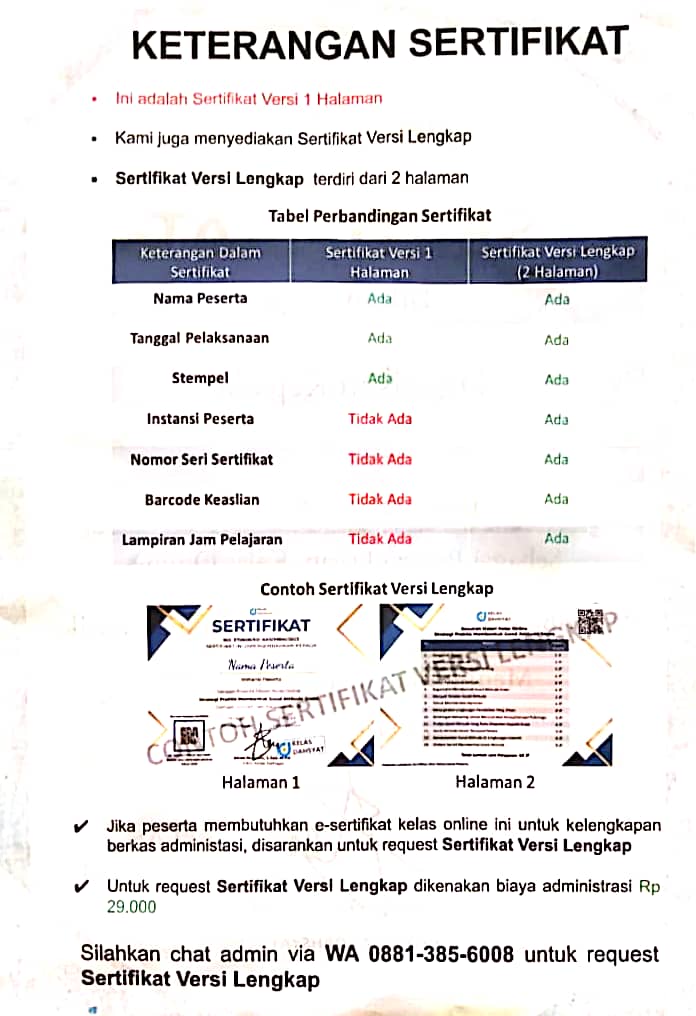 KETERANGAN SERTIFIKAT
• Ini adalah Sertifikat Versi 1 Halaman
• Kami juga menyediakan Sertifikat Versi Lengkap
• Sertifikat Versi Lengkap terdiri dari 2 halaman
Tabel Perbandingan Sertifikat
Keterangan Dalam Sertifikat | Sertifikat Versi 1 Halaman | Sertifikat Versi Lengkap (2 Halaman)
Nama Peserta Ada Ada
Tanggal Pelaksanaan Ada Ada
Stempel Ada Ada
Instansi Peserta Tidak Ada Ada
Nomor Seri Sertifikat Tidak Ada Ada
Barcode Keaslian Tidak Ada Ada
Lampiran Jam Pelajaran Tidak Ada Ada
Contoh Sertifikat Versi Lengkap
SERTIFIKAT
Nama Peserta
KELAS
DAHSYAT
CONTOH SERTIFIKAT VERSI LENGKAP
Halaman 1 Halaman 2
✔ Jika peserta membutuhkan e-sertifikat kelas online ini untuk kelengkapan
berkas administasi, disarankan untuk request Sertifikat Versi Lengkap
✔ Untuk request Sertifikat Versi Lengkap dikenakan biaya administrasi Rp
29.000
Silahkan chat admin via WA 0881-385-6008 untuk request
Sertifikat Versi Lengkap